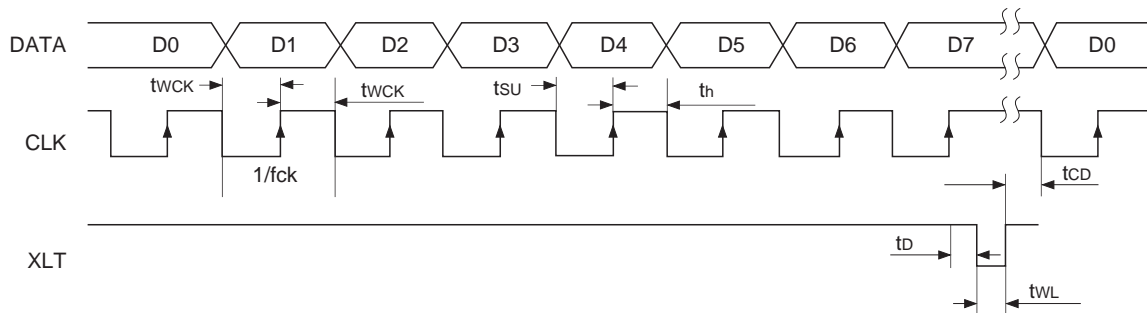 DATA D0 D1 D2 D3 D4 D5 D6 D7 D0
tWCK tWCK tSU th
CLK
1/fck tCD
XLT tD
tWL